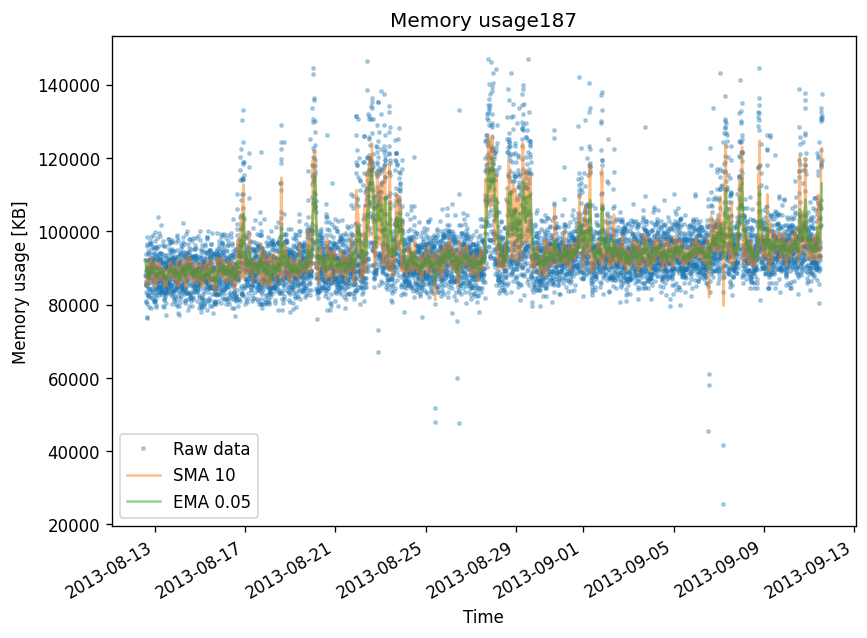 Memory usage187
Memory usage [KB]
140000
120000
100000
80000
60000
40000
20000
Raw data
SMA 10
EMA 0.05
2013-08-13
2013-08-17
2013-08-21
2013-08-25
2013-08-29
2013-09-01
2013-09-05
2013-09-09
2013-09-13
Time